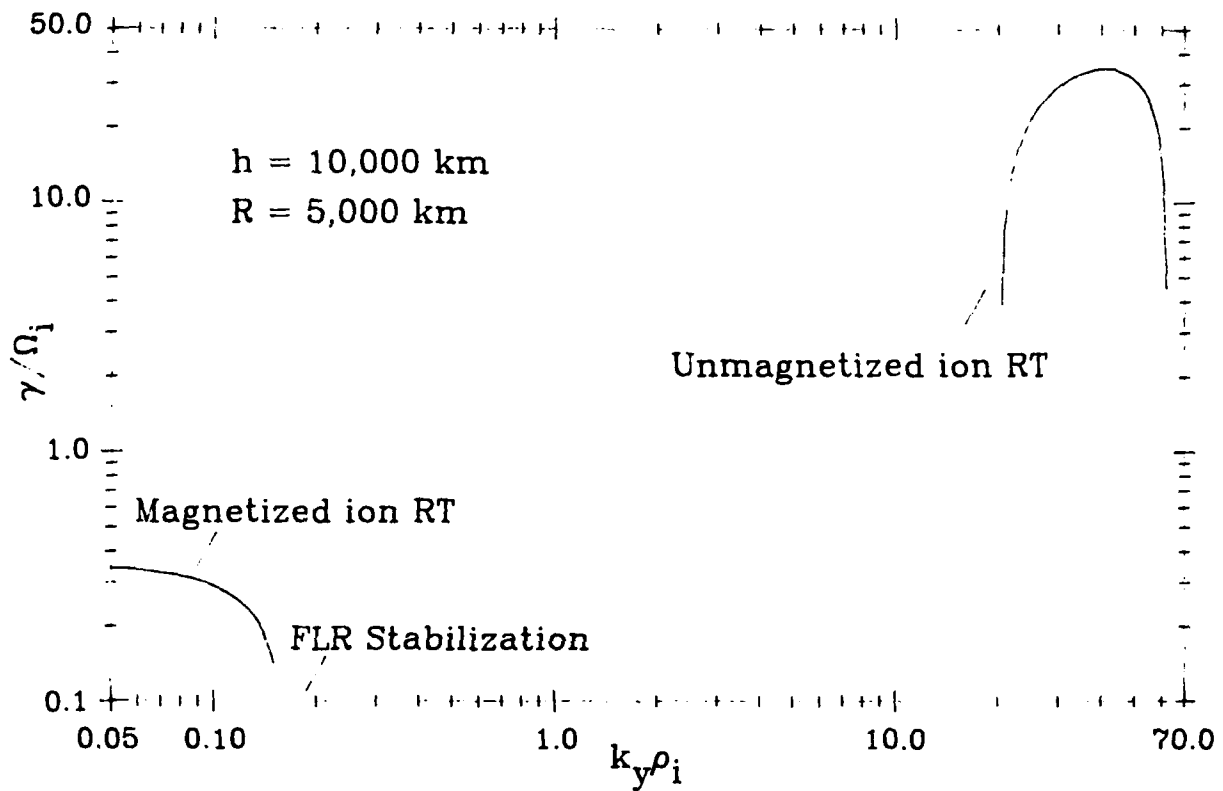 50.0
h = 10,000 km
R = 5,000 km
10.0
γ/Ωᵢ
Unmagnetized ion RT
1.0
Magnetized ion RT
FLR Stabilization
0.1
0.05 0.10 1.0 10.0 70.0
k_yρᵢ